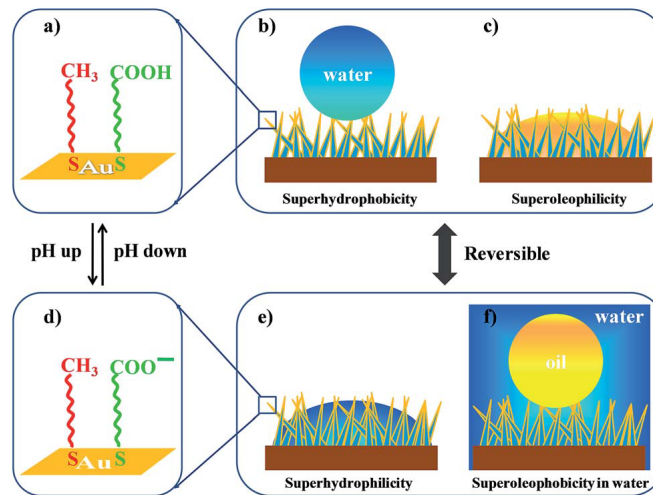 a)
CH3
COOH
S
Au
S
b)
water
Superhydrophobicity
c)
Superoleophilicity
pH up
pH down
Reversible
d)
CH3
COO—
S
Au
S
e)
Superhydrophilicity
f)
water
oil
Superoleophobicity in water